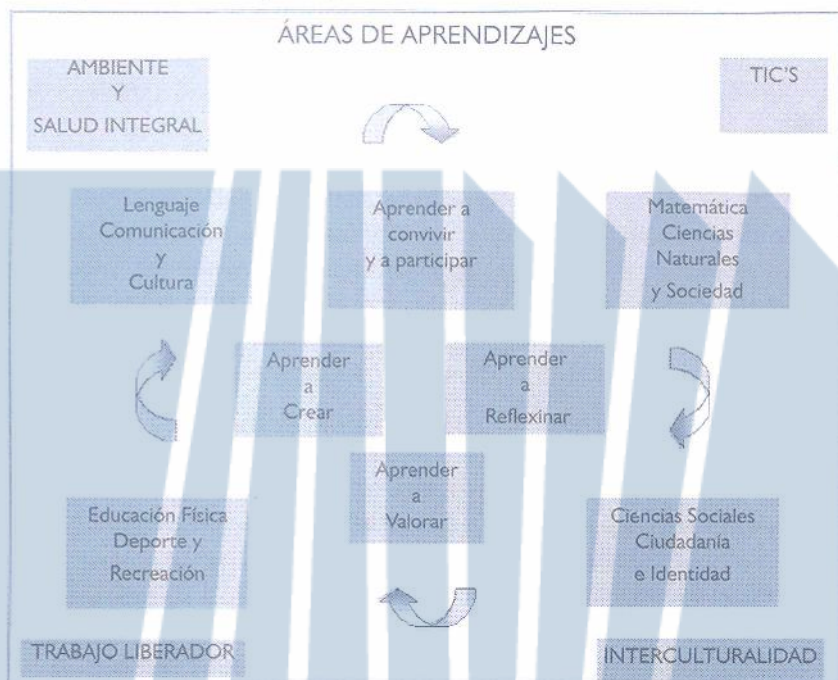 ÁREAS DE APRENDIZAJES
AMBIENTE
Y
SALUD INTEGRAL
TIC'S
Lenguaje
Comunicación
y
Cultura
Aprender a
convivir
y a participar
Matemática
Ciencias
Naturales
y Sociedad
Aprender
a
Crear
Aprender
a
Reflexinar
Aprender
a
Valorar
Educación Física
Deporte y
Recreación
Ciencias Sociales
Ciudadanía
e Identidad
TRABAJO LIBERADOR
INTERCULTURALIDAD